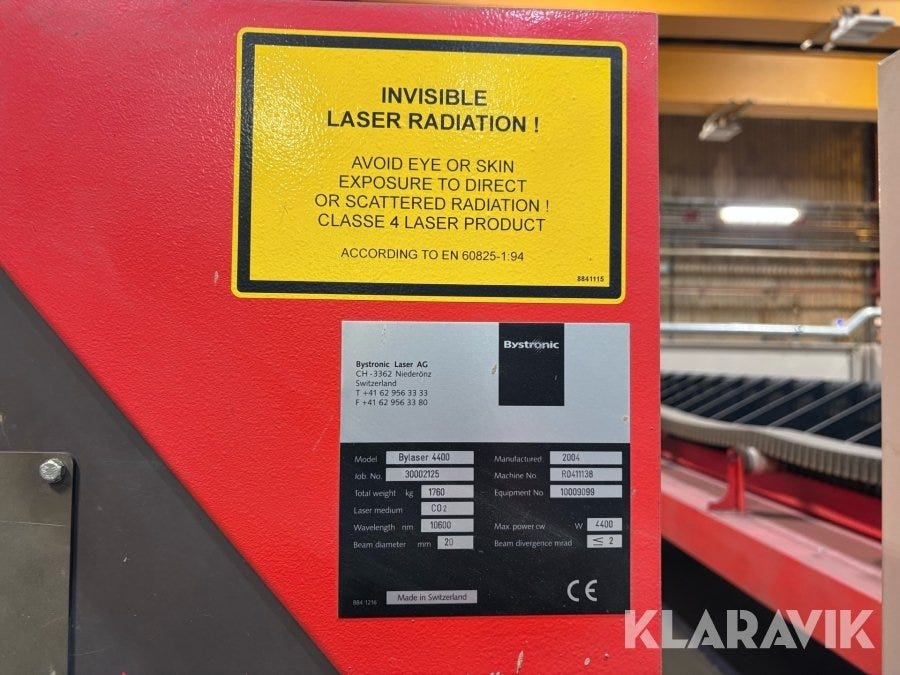 INVISIBLE
LASER RADIATION !
AVOID EYE OR SKIN
EXPOSURE TO DIRECT
OR SCATTERED RADIATION !
CLASSE 4 LASER PRODUCT
ACCORDING TO EN 60825-1:94
8841115
Bystronic
Bystronic Laser AG
CH-3362 Niederönz
Switzerland
T +41 62 956 33 33
F +41 62 956 33 80
Model Bylaser 4400 Manufactured 2004
Job No. 30002125 Machine No R0411138
Total weight kg 1760 Equipment No 10009099
Laser medium CO2
Wavelength nm 10600 Max. power cw W 4400
Beam diameter mm 20 Beam divergence mrad ≤ 2
884 1216 Made in Switzerland CE
KLARAVIK
KLARAVIK